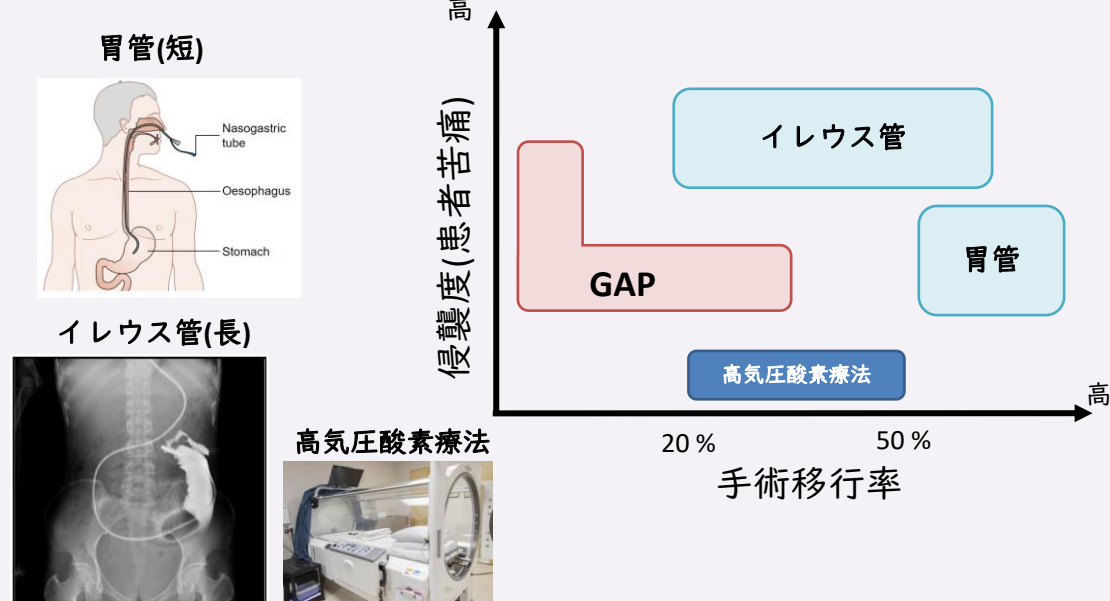 胃管(短)
Nasogastric
tube
Oesophagus
Stomach
イレウス管(長)
高気圧酸素療法
高
侵襲度(患者苦痛)
イレウス管
胃管
GAP
高気圧酸素療法
高
20 %
50 %
手術移行率